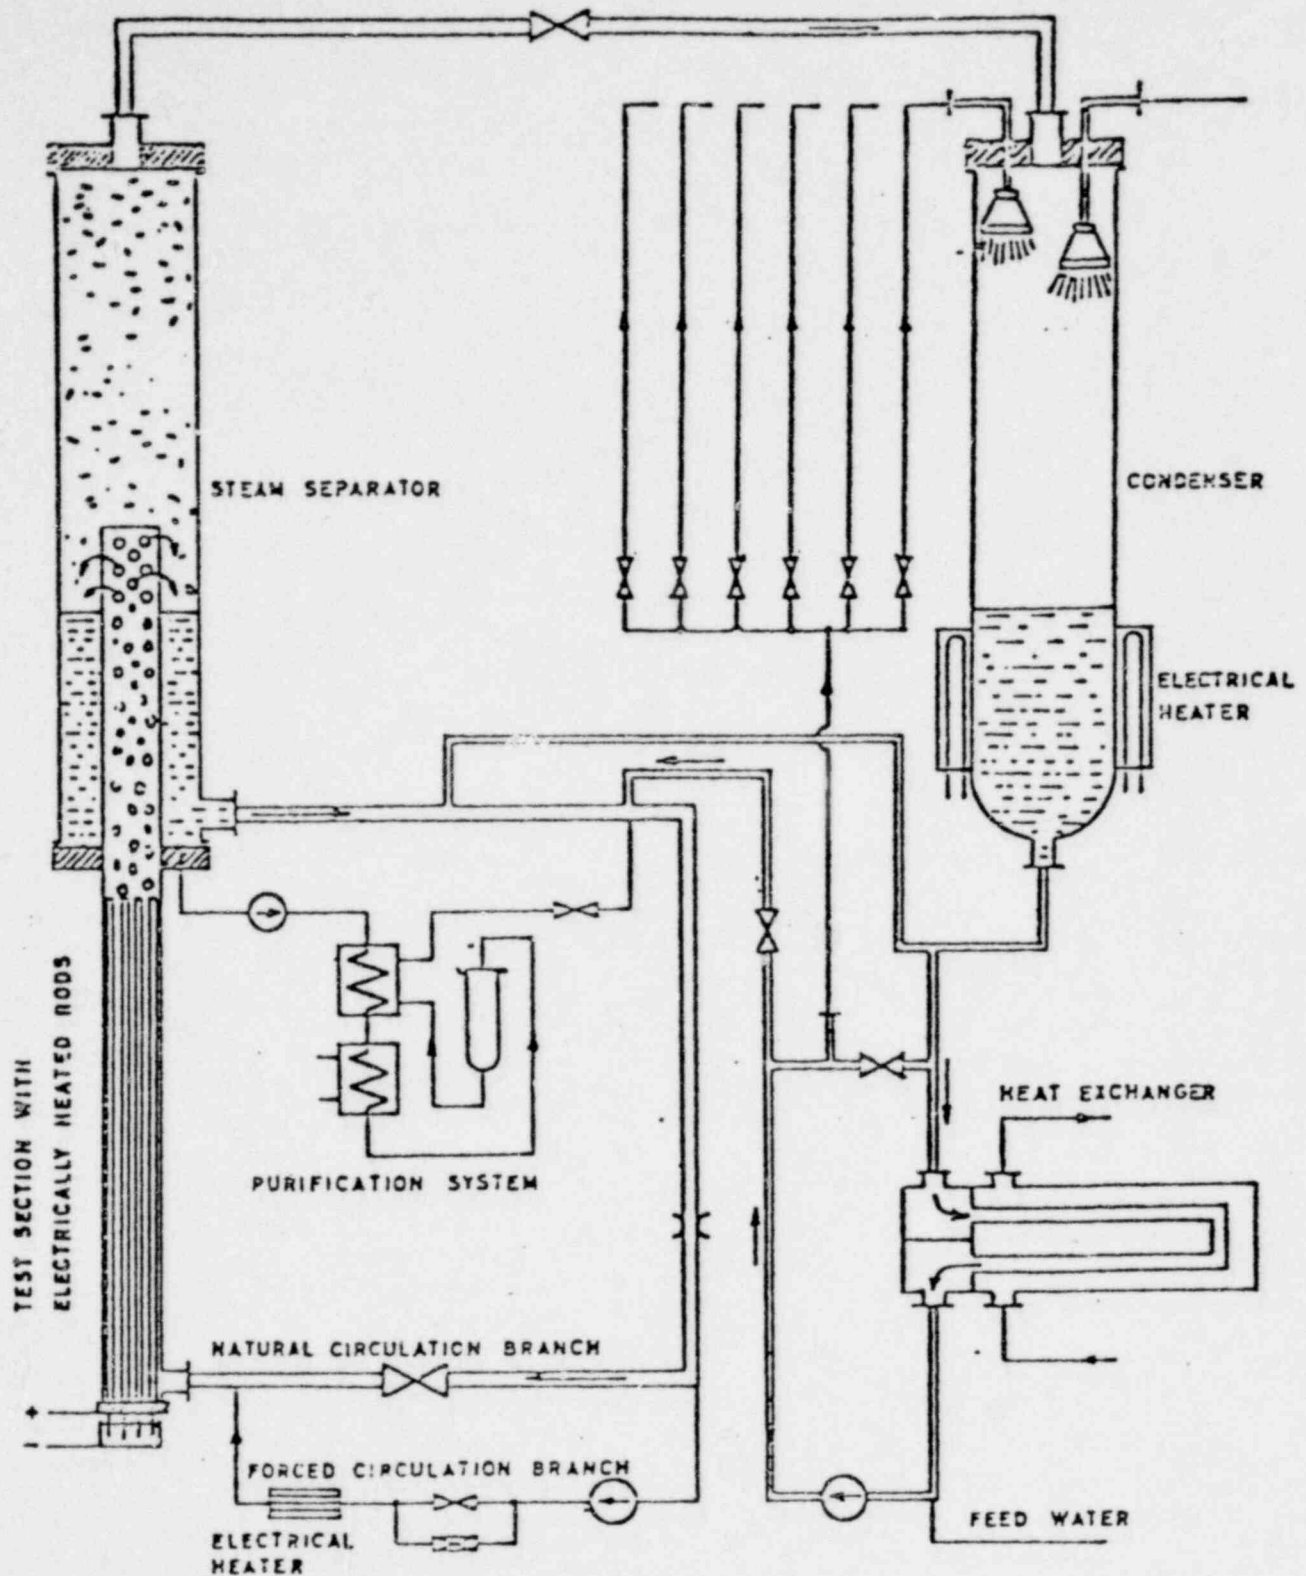 STEAM SEPARATOR
CONDENSER
ELECTRICAL
HEATER
TEST SECTION WITH
ELECTRICALLY HEATED RODS
PURIFICATION SYSTEM
HEAT EXCHANGER
NATURAL CIRCULATION BRANCH
+
-
FORCED CIRCULATION BRANCH
ELECTRICAL
HEATER
FEED WATER